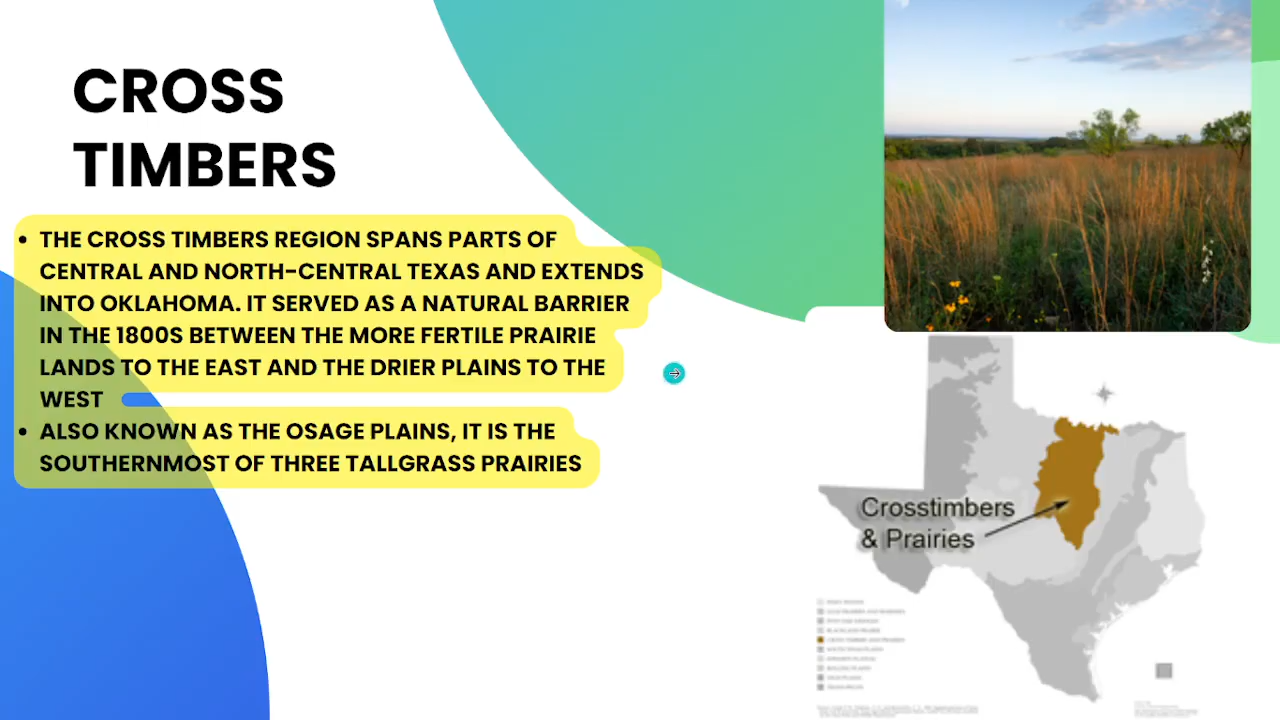 CROSS
TIMBERS
• THE CROSS TIMBERS REGION SPANS PARTS OF
CENTRAL AND NORTH-CENTRAL TEXAS AND EXTENDS
INTO OKLAHOMA. IT SERVED AS A NATURAL BARRIER
IN THE 1800S BETWEEN THE MORE FERTILE PRAIRIE
LANDS TO THE EAST AND THE DRIER PLAINS TO THE
WEST
• ALSO KNOWN AS THE OSAGE PLAINS, IT IS THE
SOUTHERNMOST OF THREE TALLGRASS PRAIRIES
Crosstimbers
& Prairies